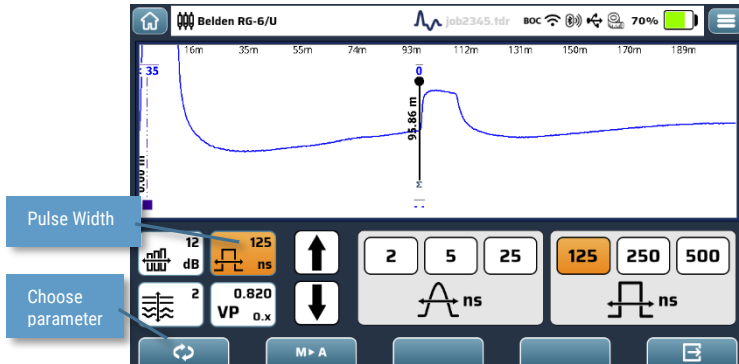 Belden RG-6/U
job2345.tdr
BOC
70%
16m 35m 55m 74m 93m 112m 131m 150m 170m 189m
35
0
95.86 m
0.00 m
Σ
- -
Pulse Width
12
dB
125
ns
2
0.820
VP 0.x
2 5 25
ns
125 250 500
ns
Choose
parameter
M▸A